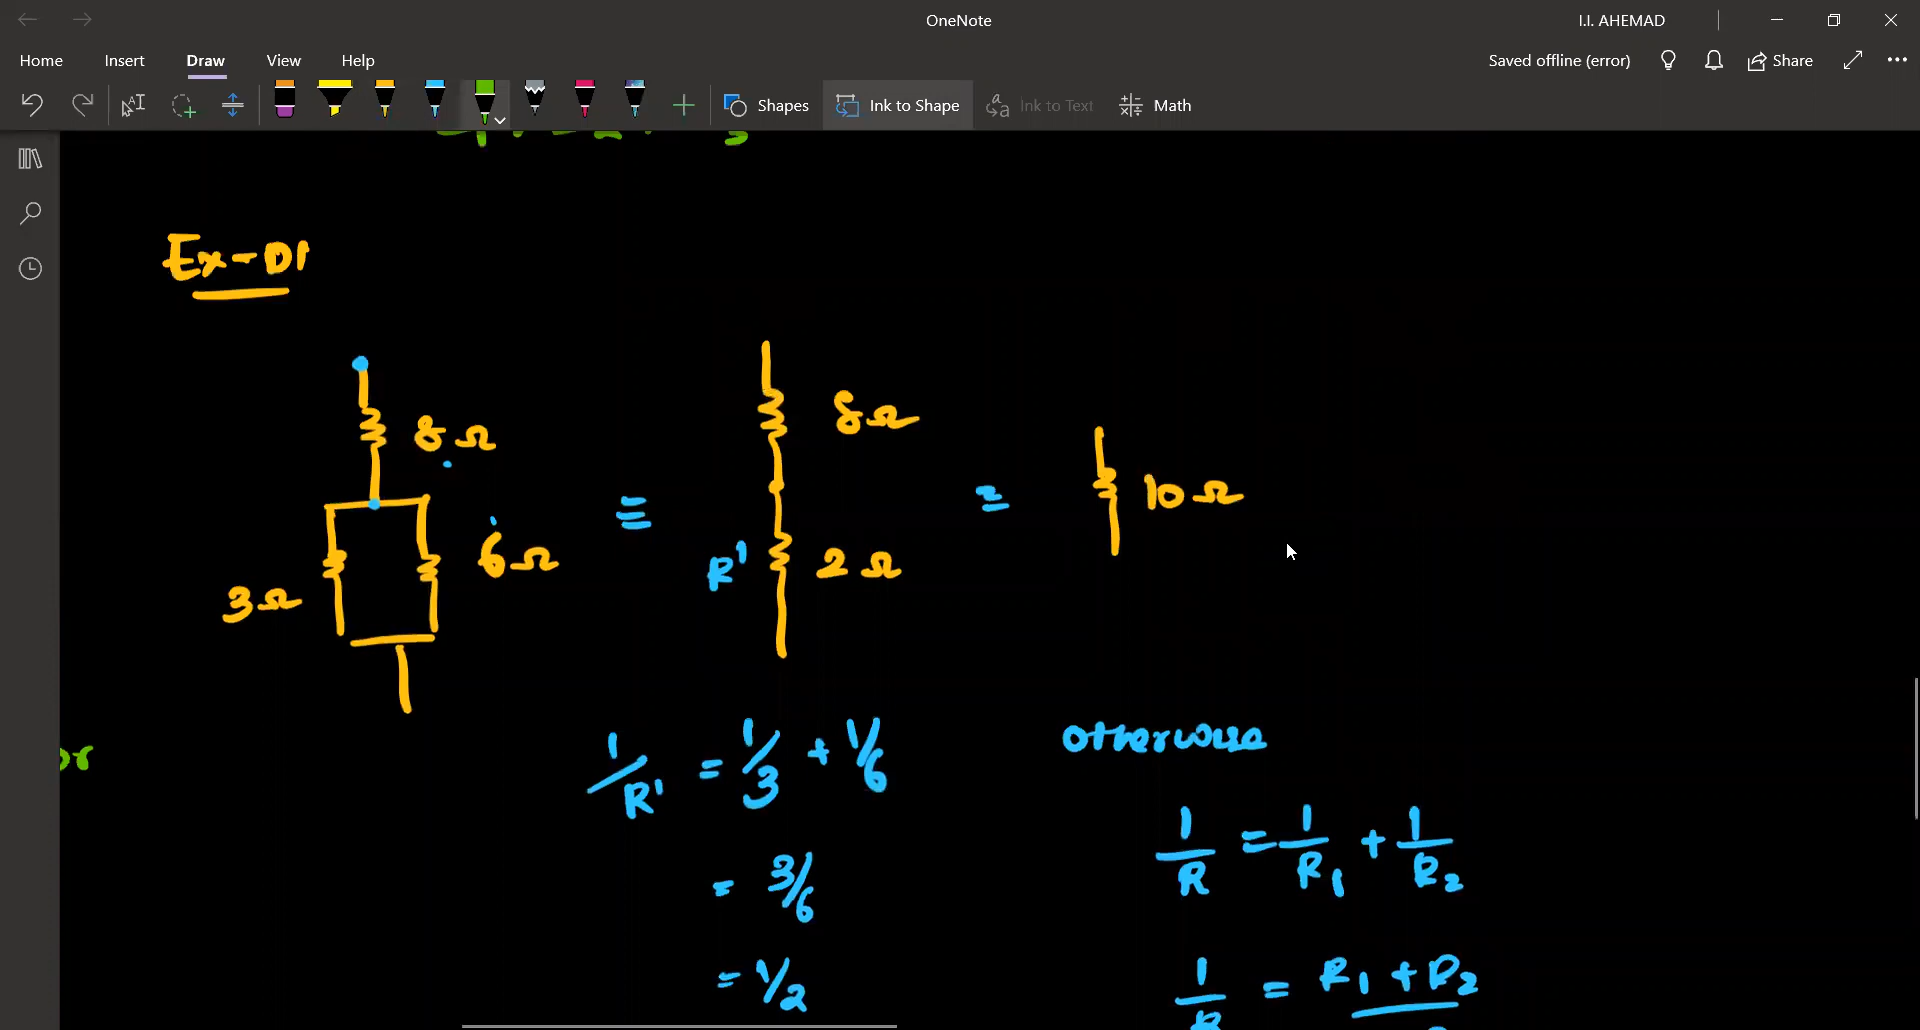 OneNote
I.I. AHEMAD
Home Insert Draw View Help
Saved offline (error)
Share
Shapes
Ink to Shape
Ink to Text
Math
Ex-01
8Ω
3Ω
6Ω
≡
8Ω
R' 2Ω
=
10Ω
or
1/R' = 1/3 + 1/6
= 3/6
= 1/2
otherwise
1/R = 1/R₁ + 1/R₂
1/R = R₁ + R₂